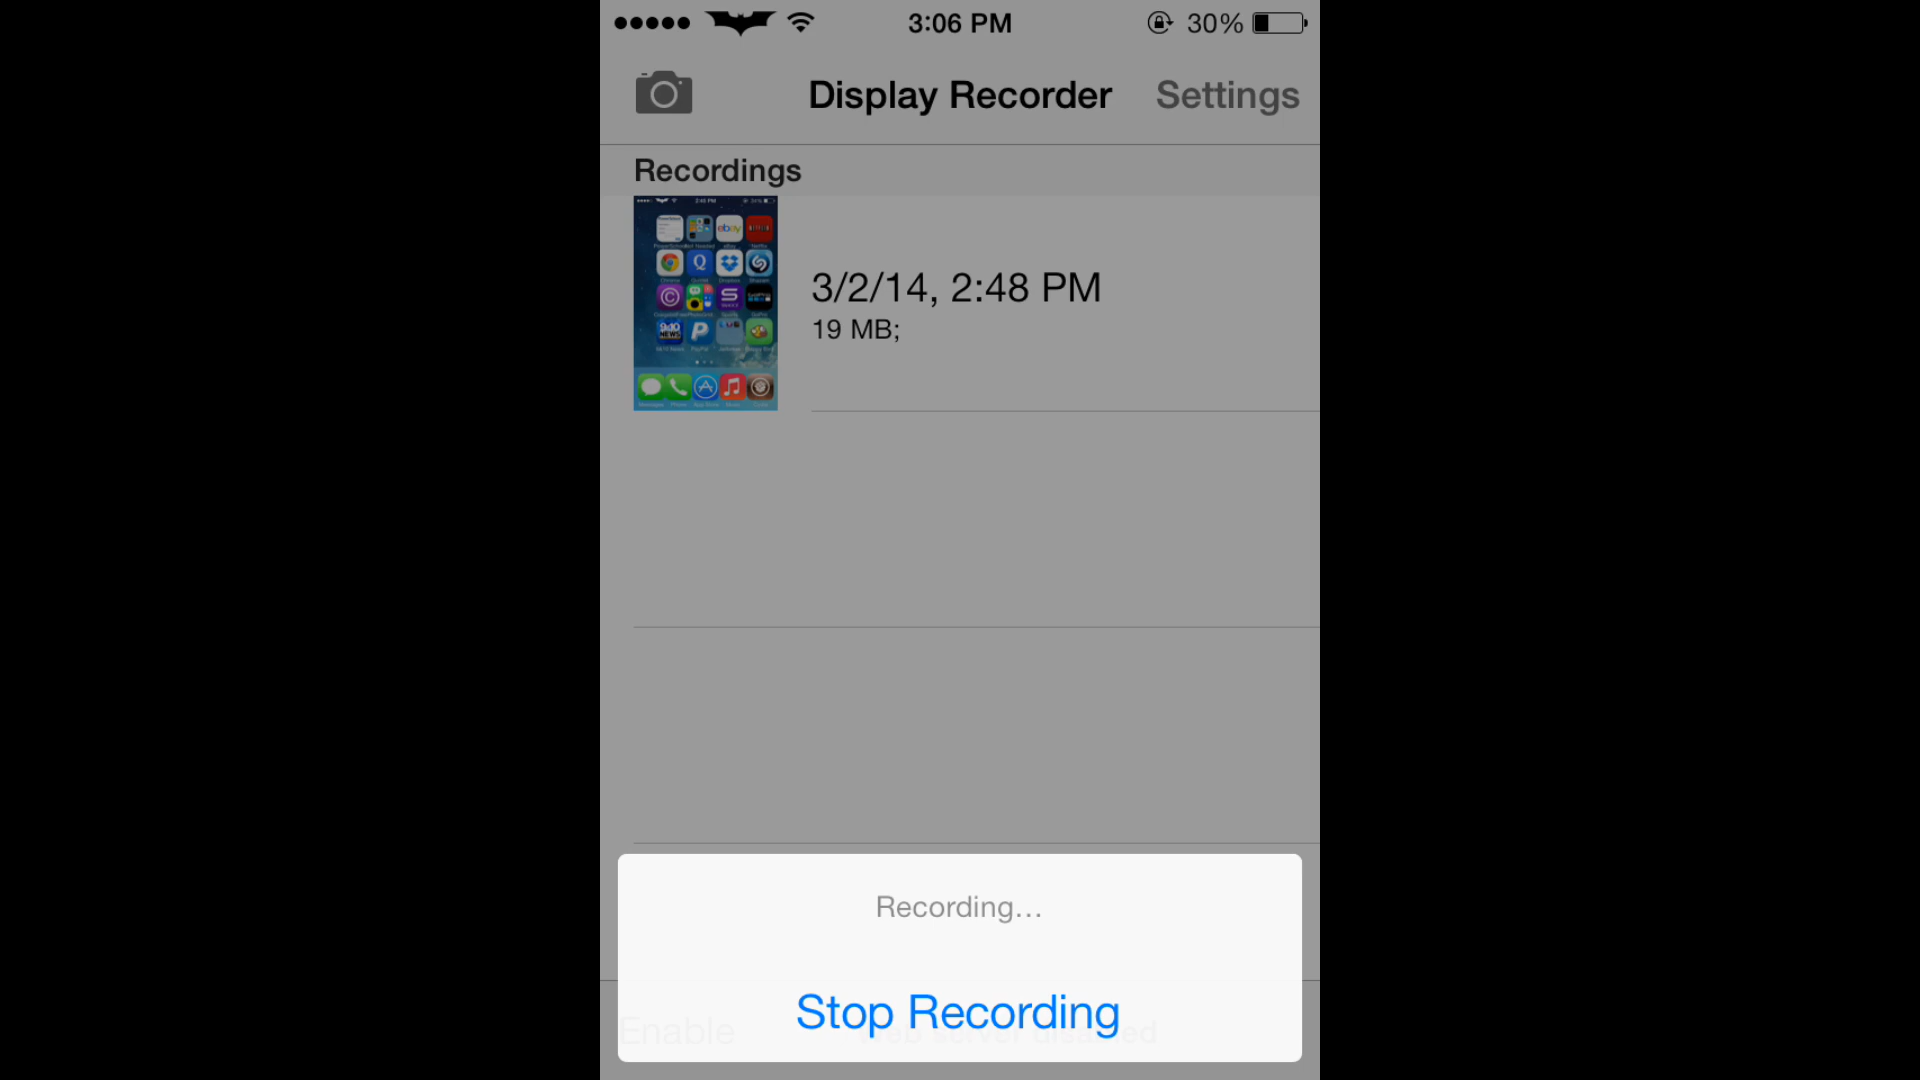 3:06 PM
30%
Display Recorder
Settings
Recordings
3/2/14, 2:48 PM
19 MB;
ebay
Recording...
Stop Recording
Enable